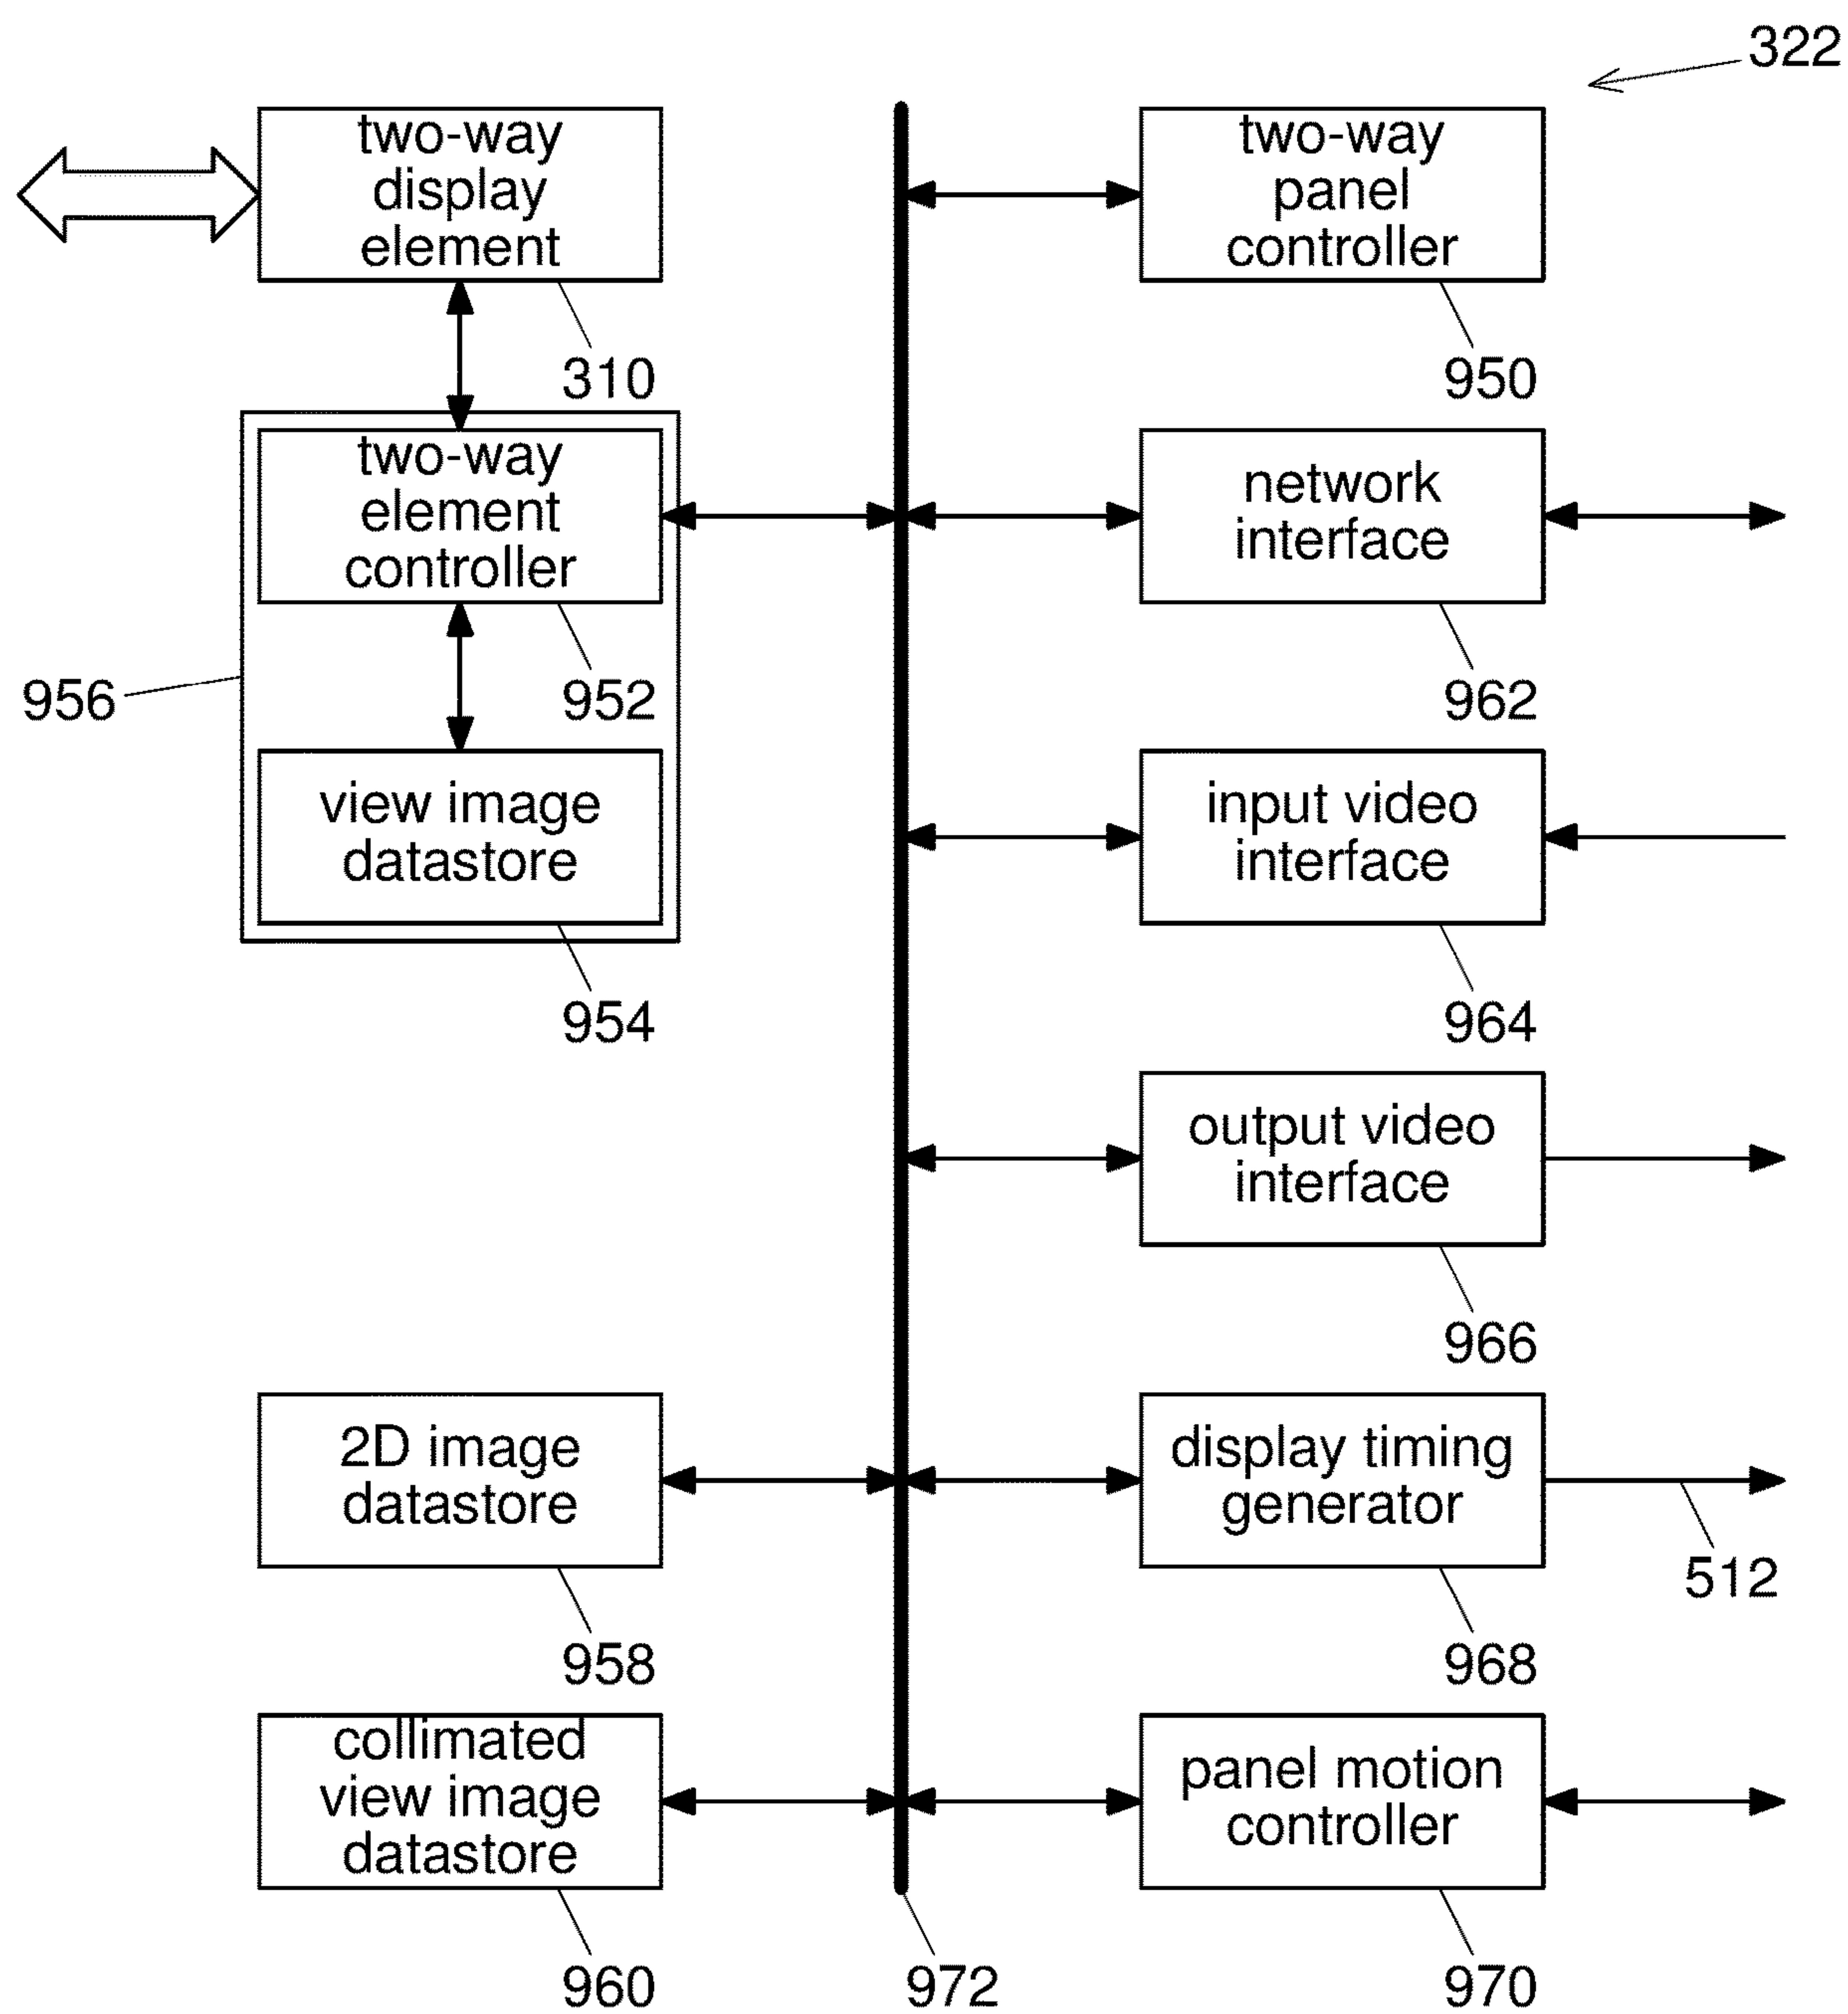 322
two-way
display
element
310
two-way
panel
controller
950
two-way
element
controller
952
956
view image
datastore
954
network
interface
962
input video
interface
964
output video
interface
966
2D image
datastore
958
display timing
generator
512
968
collimated
view image
datastore
960
972
panel motion
controller
970